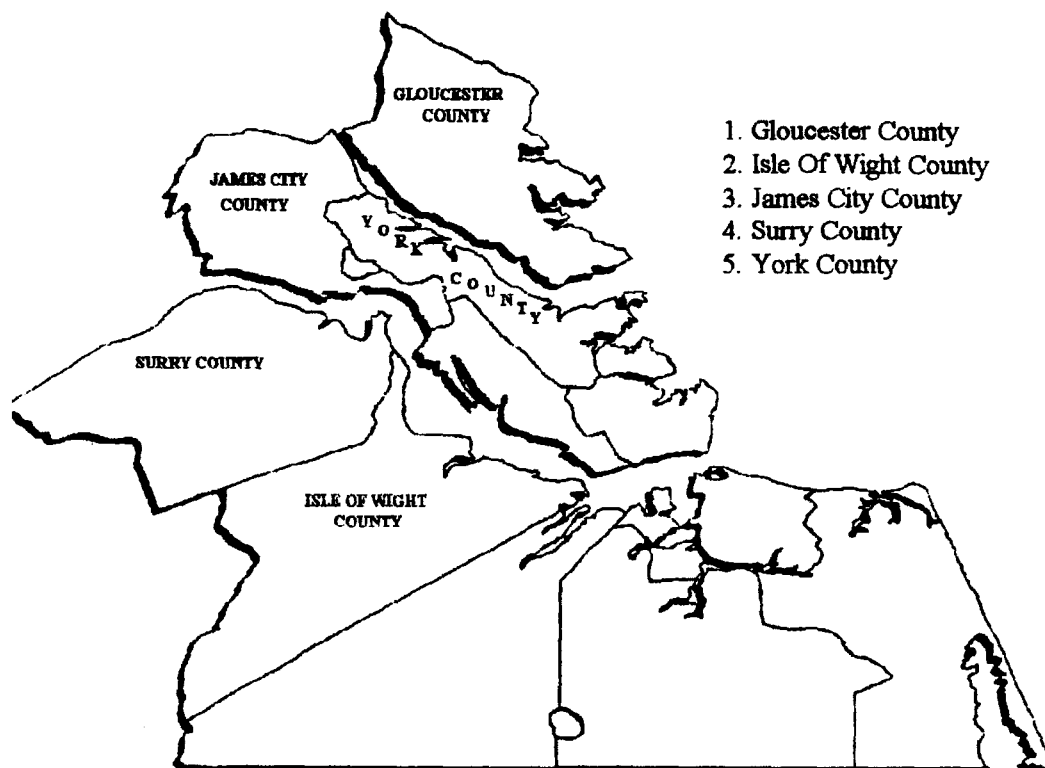 GLOUCESTER
COUNTY
JAMES CITY
COUNTY
YORK
COUNTY
SURRY COUNTY
ISLE OF WIGHT
COUNTY
1. Gloucester County
2. Isle Of Wight County
3. James City County
4. Surry County
5. York County